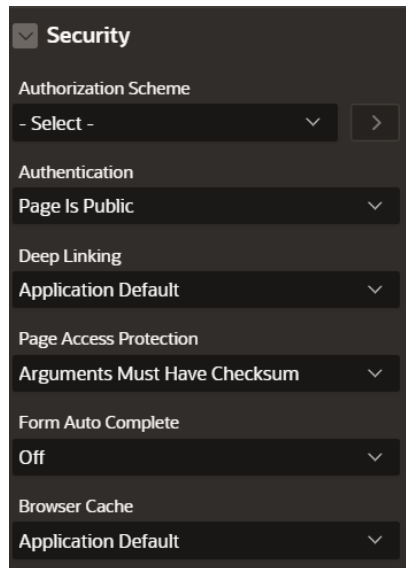 Security
Authorization Scheme
- Select -
Authentication
Page Is Public
Deep Linking
Application Default
Page Access Protection
Arguments Must Have Checksum
Form Auto Complete
Off
Browser Cache
Application Default